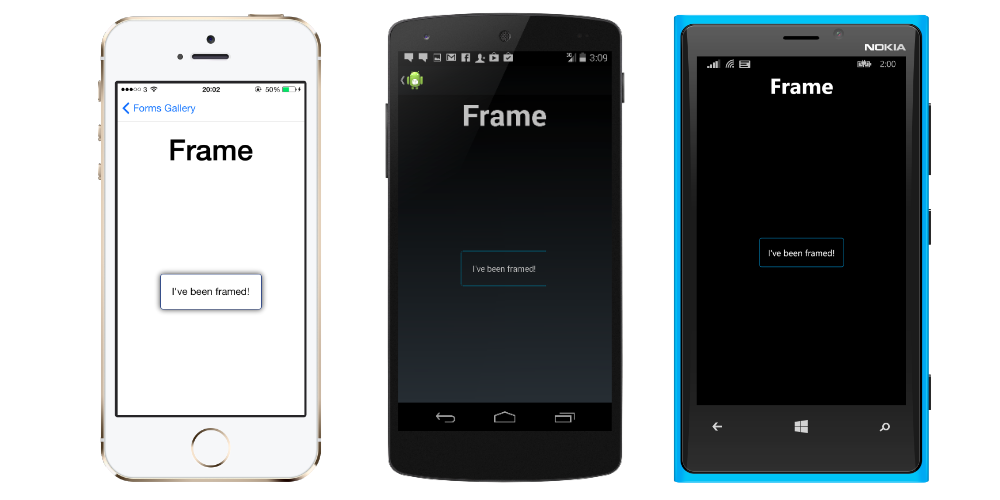 3 20:02 50%
Forms Gallery
Frame
I've been framed!
3G 3:09
Frame
I've been framed!
NOKIA
2:00
Frame
I've been framed!